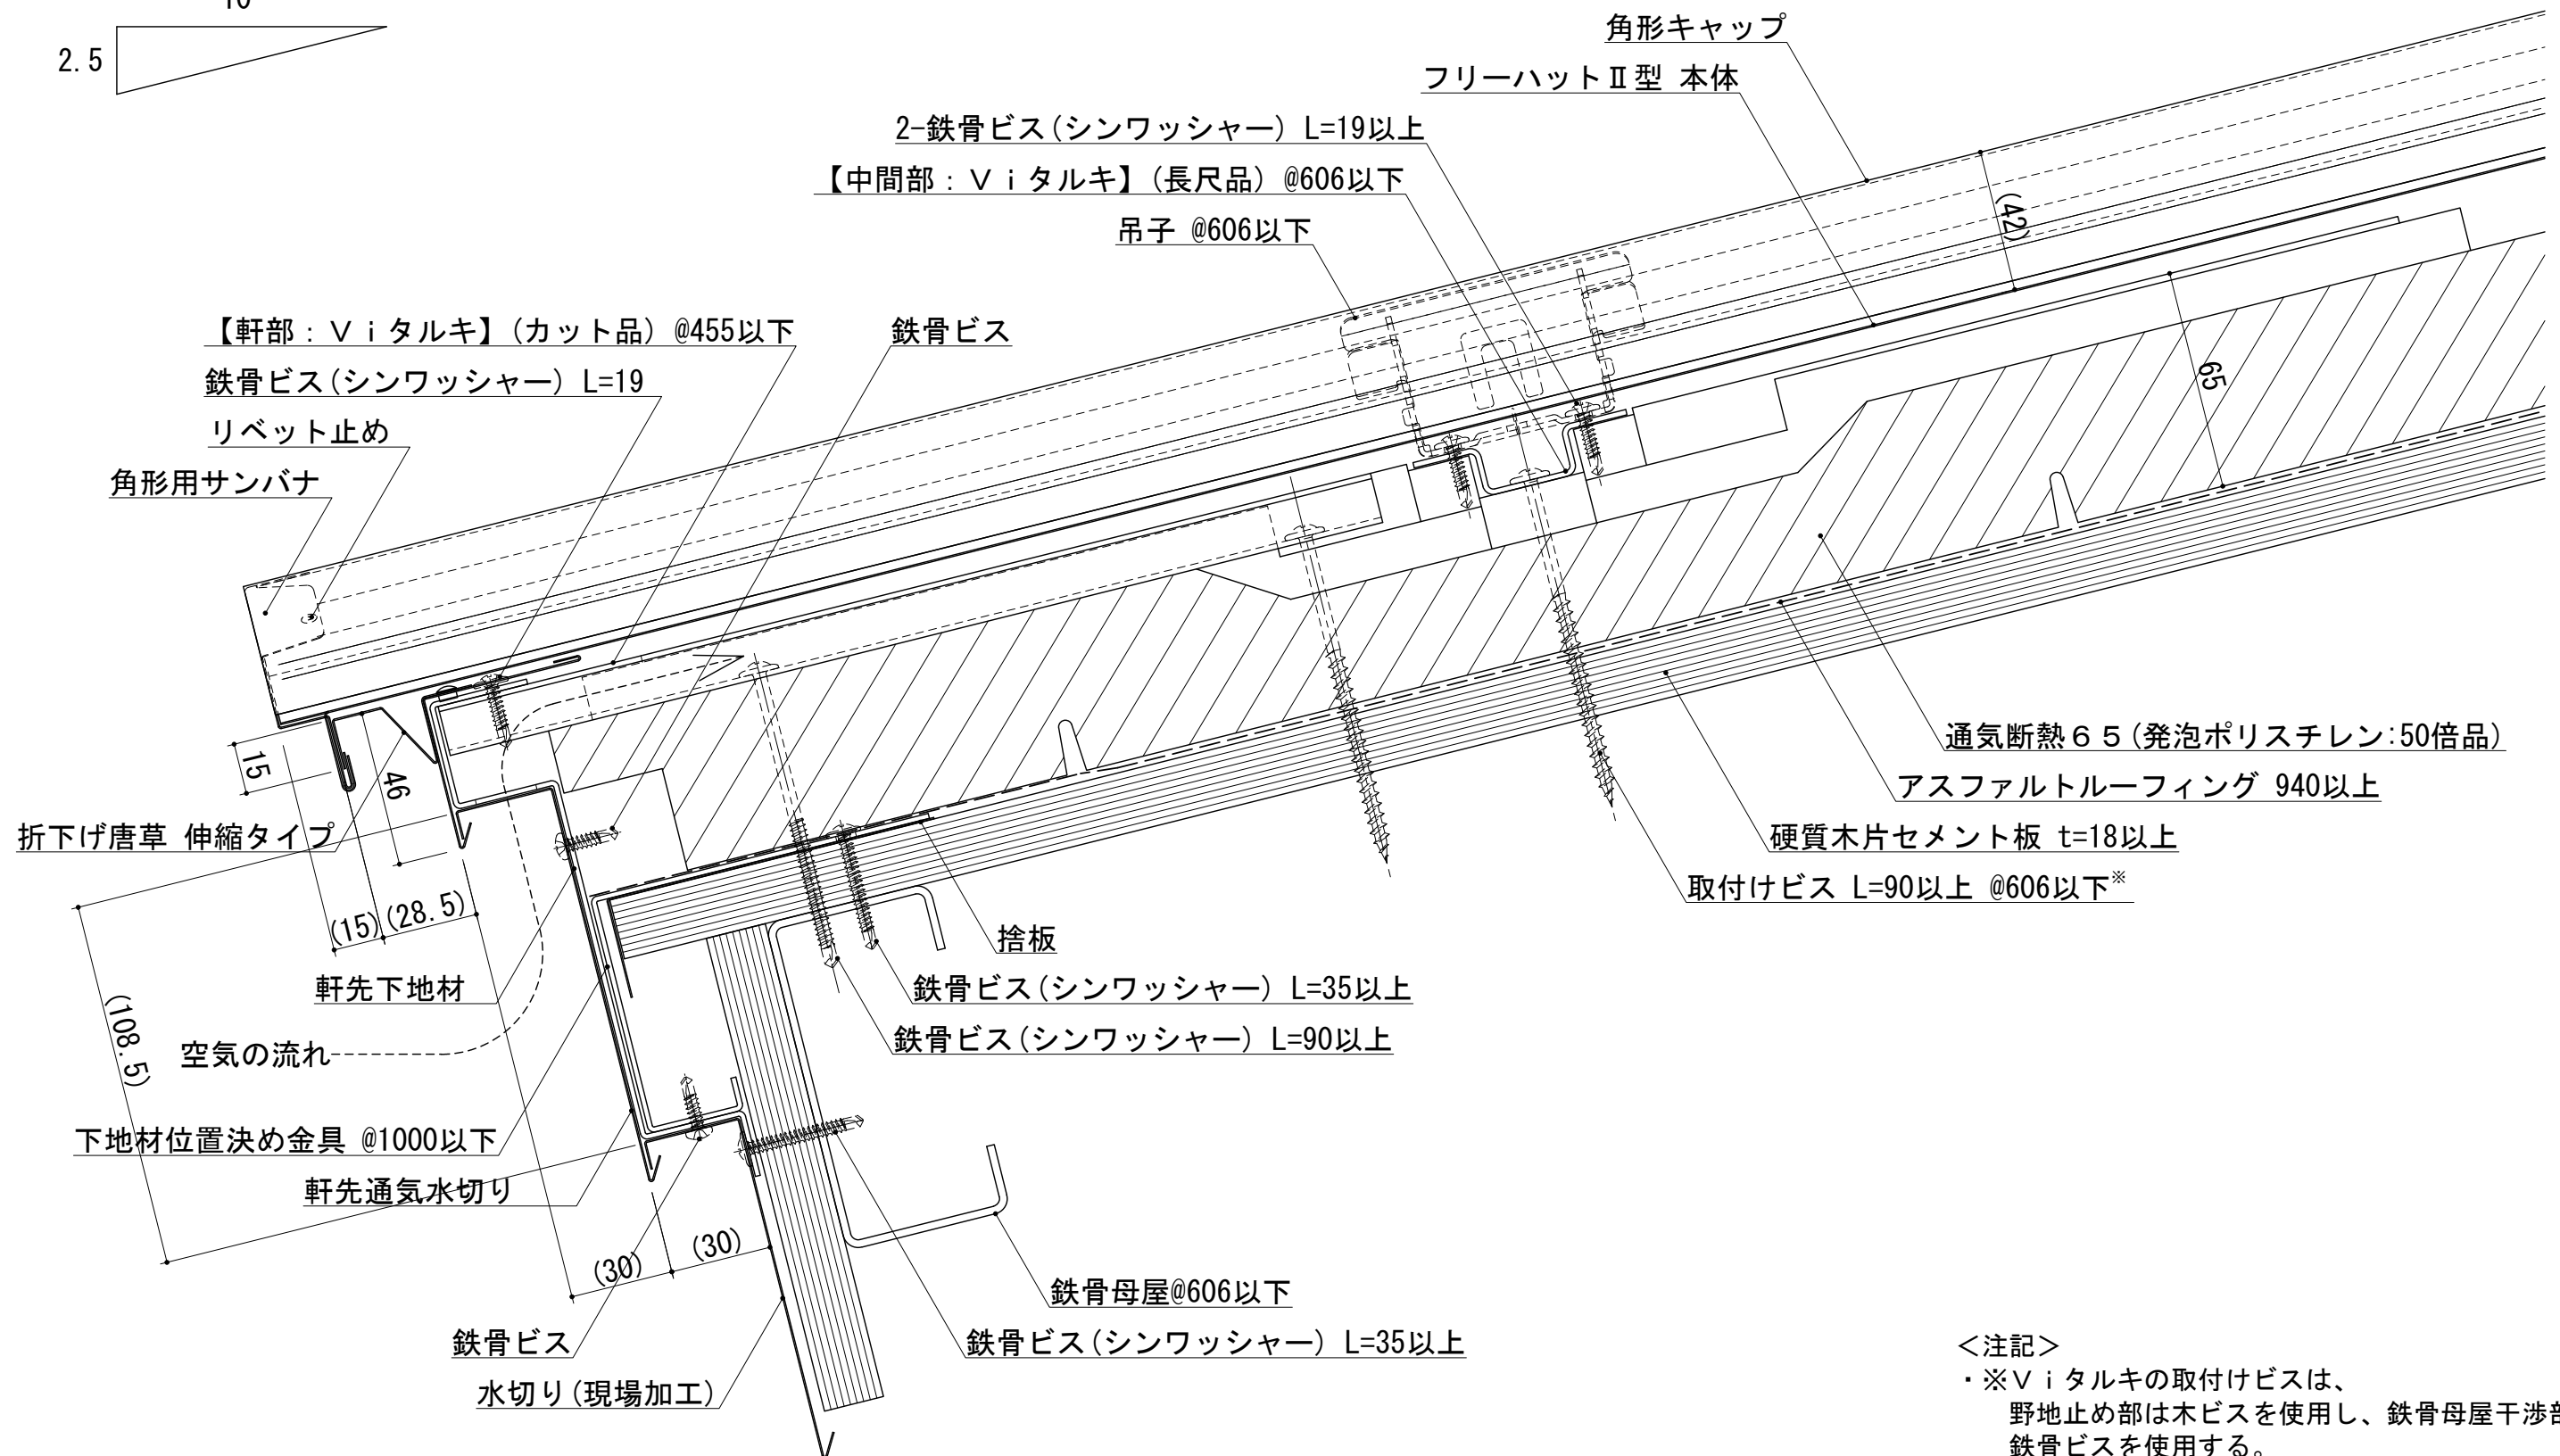 10
2.5
角形キャップ
フリーハットⅡ型 本体
2-鉄骨ビス(シンワッシャー) L=19以上
【中間部：Ｖｉタルキ】(長尺品) @606以下
吊子 @606以下
(42)
【軒部：Ｖｉタルキ】(カット品) @455以下
鉄骨ビス
鉄骨ビス(シンワッシャー) L=19
リベット止め
角形用サンバナ
65
15
46
折下げ唐草 伸縮タイプ
(15)
(28.5)
(108.5)
通気断熱６５(発泡ポリスチレン:50倍品)
アスファルトルーフィング 940以上
硬質木片セメント板 t=18以上
取付けビス L=90以上 @606以下※
捨板
軒先下地材
鉄骨ビス(シンワッシャー) L=35以上
鉄骨ビス(シンワッシャー) L=90以上
空気の流れ
下地材位置決め金具 @1000以下
軒先通気水切り
(30)
(30)
鉄骨母屋@606以下
鉄骨ビス
鉄骨ビス(シンワッシャー) L=35以上
水切り(現場加工)
＜注記＞
・※Ｖｉタルキの取付けビスは、
野地止め部は木ビスを使用し、鉄骨母屋干渉部
鉄骨ビスを使用する。